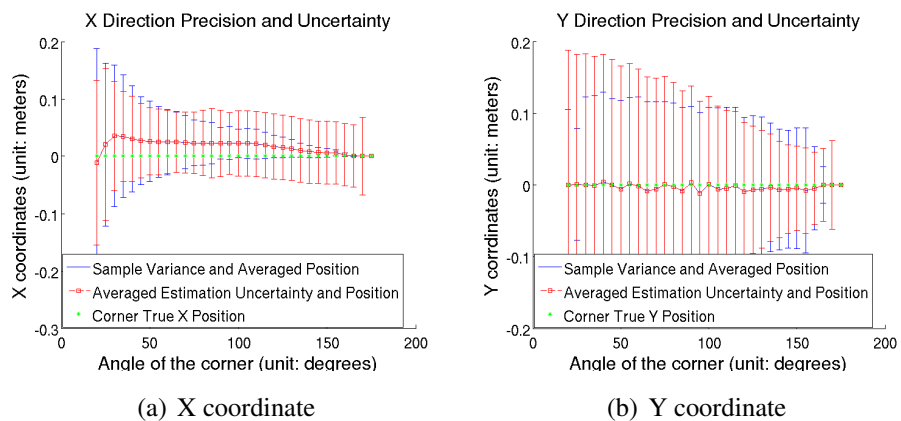 X Direction Precision and Uncertainty
0.2
0.1
0
-0.1
-0.2
-0.3
X coordinates (unit: meters)
Sample Variance and Averaged Position
Averaged Estimation Uncertainty and Position
Corner True X Position
0 50 100 150 200
Angle of the corner (unit: degrees)
(a) X coordinate
Y Direction Precision and Uncertainty
0.2
0.1
0
-0.1
-0.2
Y corrdnates (unit: meters)
Sample Variance and Averaged Position
Averaged Estimation Uncertainty and Position
Corner True Y Position
0 50 100 150 200
Angle of the corner (unit: degrees)
(b) Y coordinate